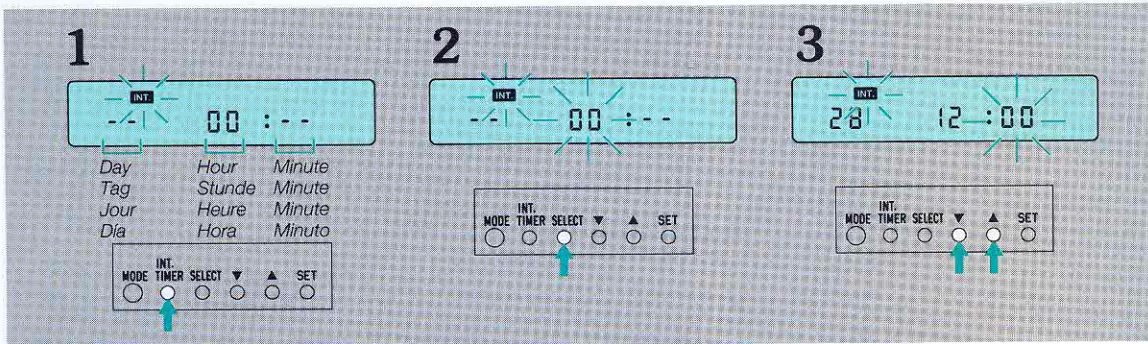 1
INT.
-- 00 :--
Day Hour Minute
Tag Stunde Minute
Jour Heure Minute
Día Hora Minuto
MODE INT. TIMER SELECT ▼ ▲ SET
2
INT.
-- 00 :--
MODE INT. TIMER SELECT ▼ ▲ SET
3
INT.
28 12 :00
MODE INT. TIMER SELECT ▼ ▲ SET